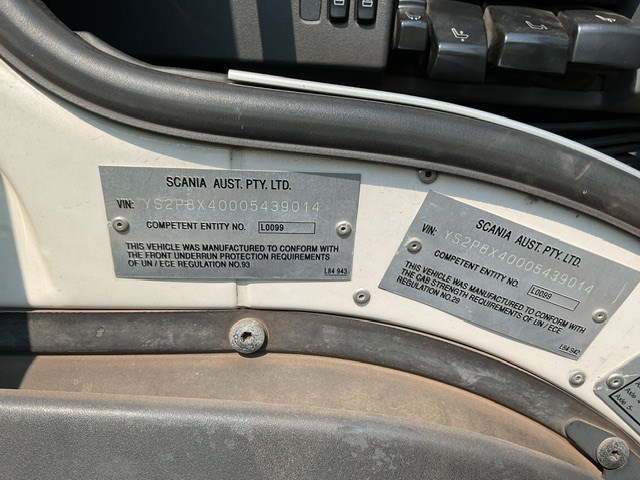 SCANIA AUST. PTY. LTD.
VIN: YS2P8X40005439014
COMPETENT ENTITY NO. L0099
THIS VEHICLE WAS MANUFACTURED TO CONFORM WITH
THE FRONT UNDERRUN PROTECTION REQUIREMENTS
OF UN / ECE REGULATION NO.93
L84 943
SCANIA AUST. PTY. LTD.
VIN: YS2P8X40005439014
COMPETENT ENTITY NO. L0099
THIS VEHICLE WAS MANUFACTURED TO CONFORM WITH
THE CAB STRENGTH REQUIREMENTS OF UN / ECE
REGULATION NO.29
L84 942